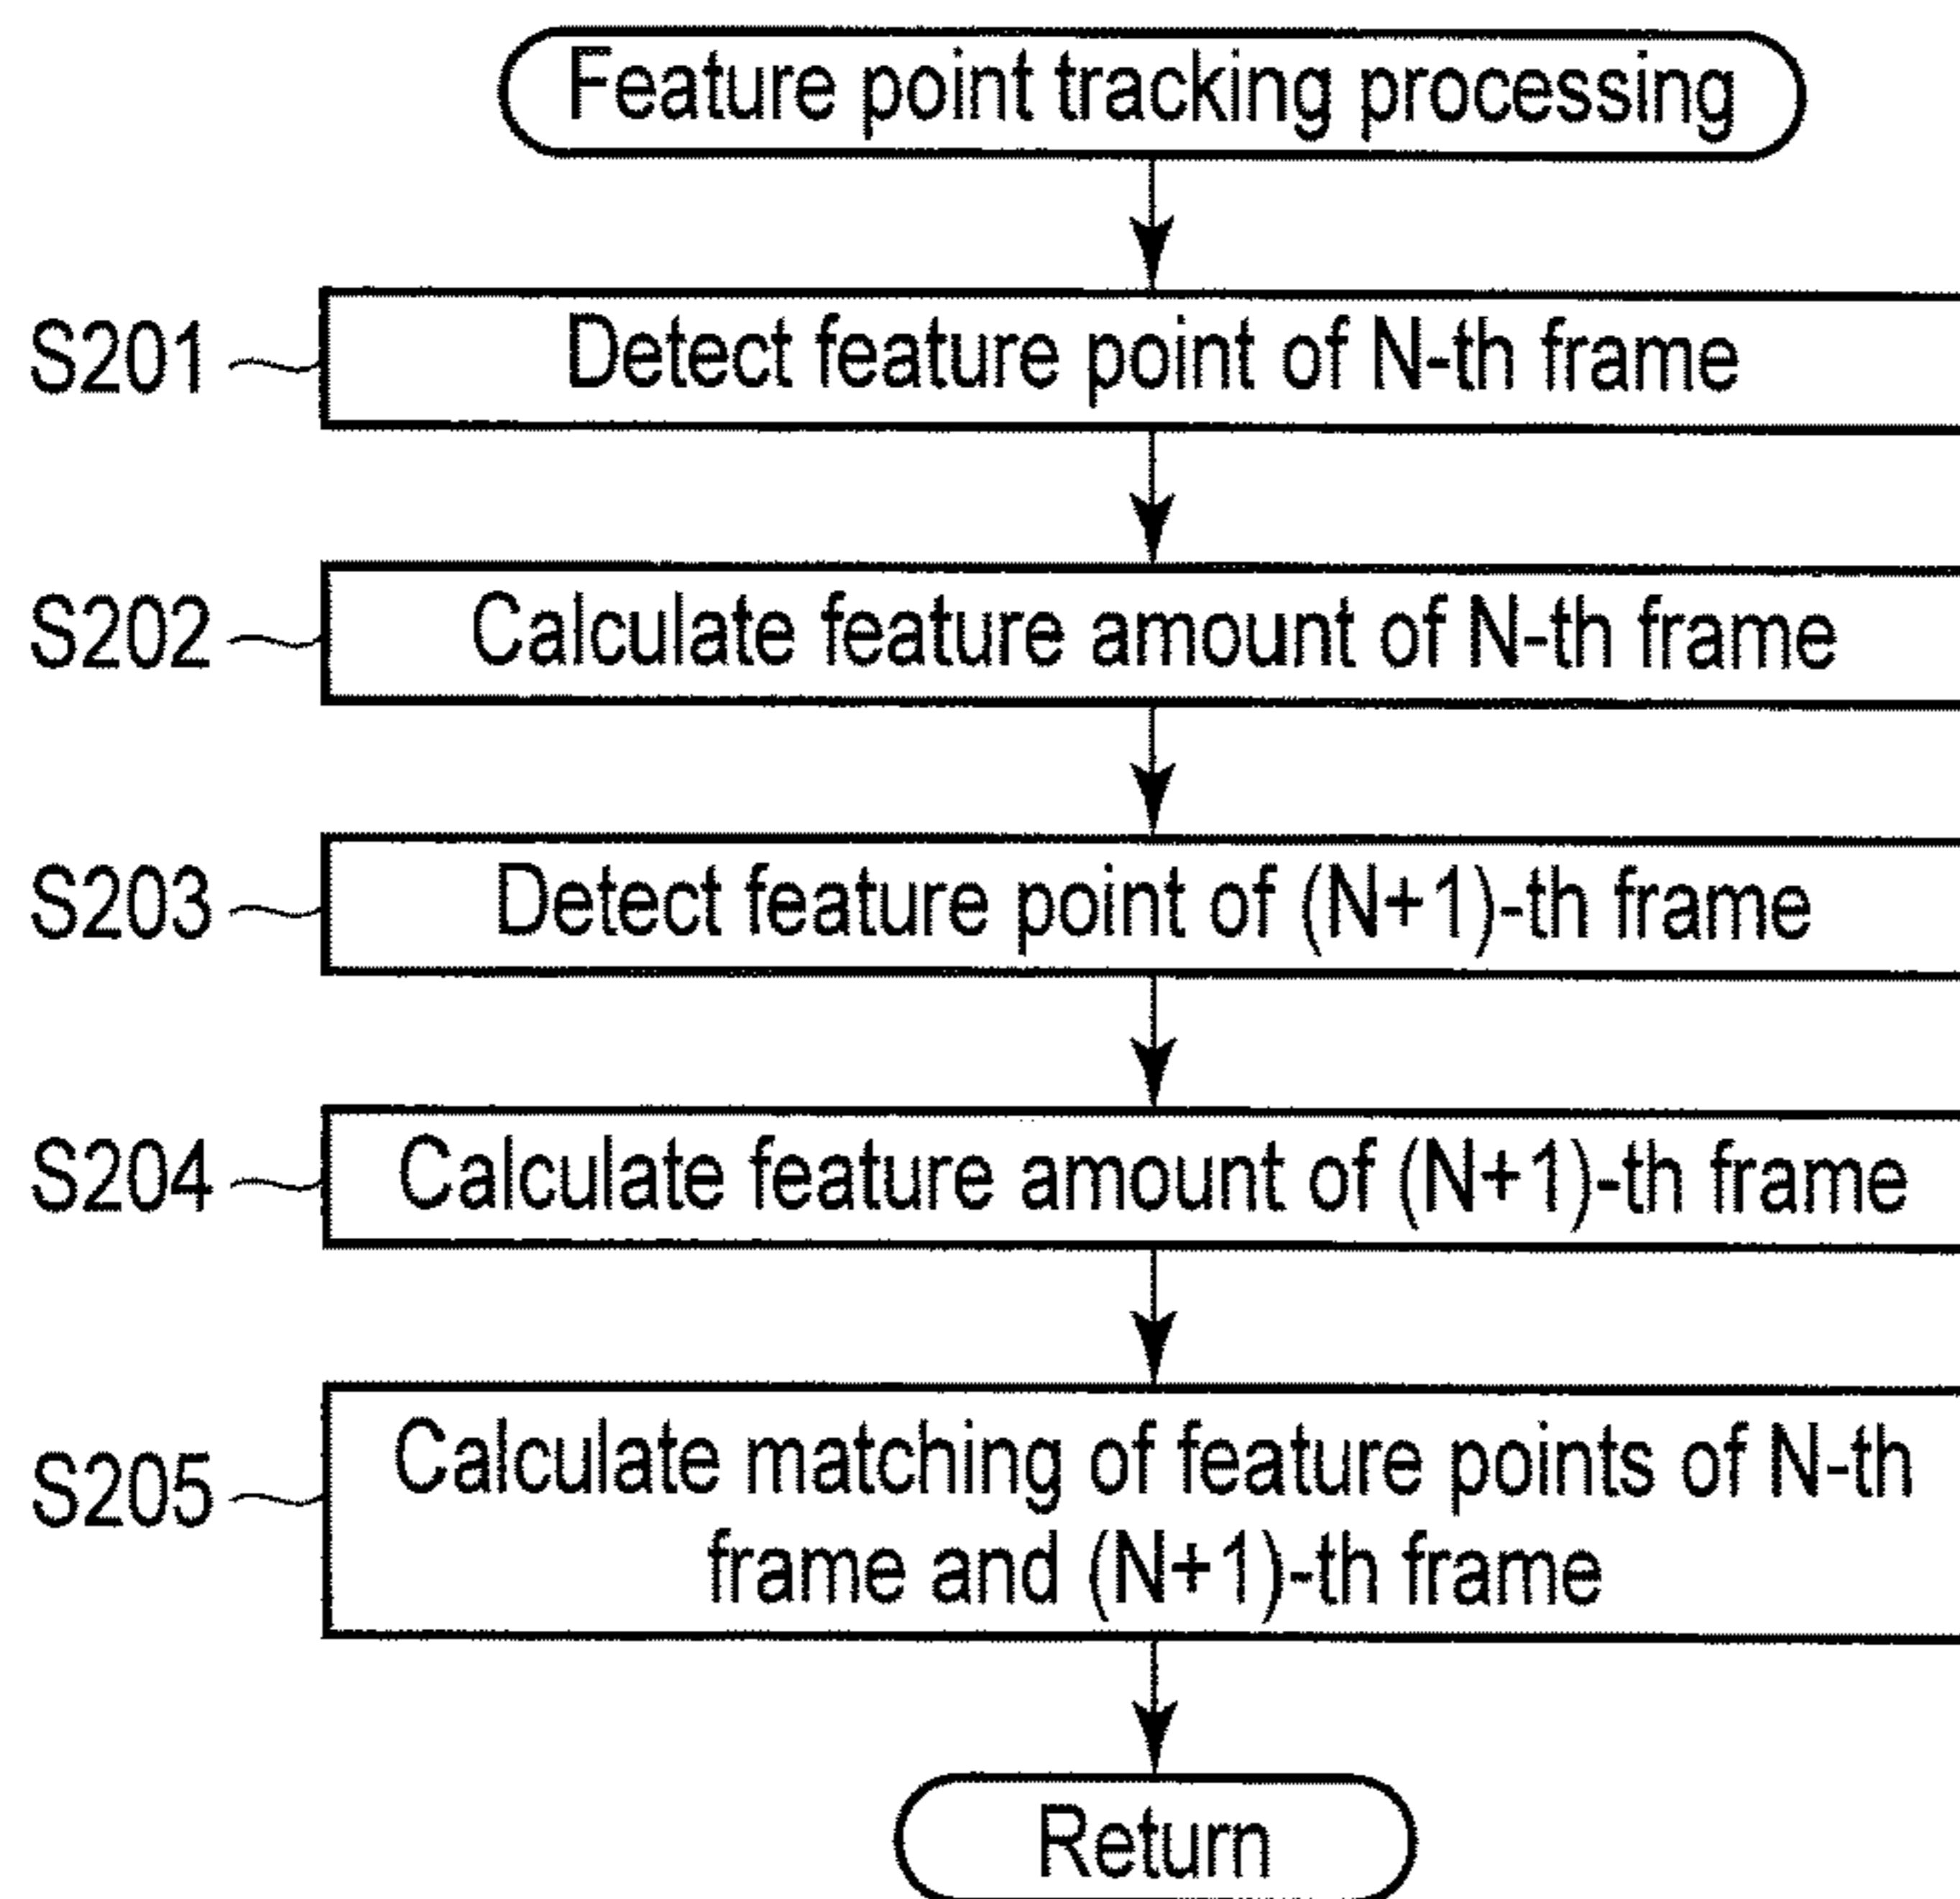 Feature point tracking processing
S201
Detect feature point of N-th frame
S202
Calculate feature amount of N-th frame
S203
Detect feature point of (N+1)-th frame
S204
Calculate feature amount of (N+1)-th frame
S205
Calculate matching of feature points of N-th
frame and (N+1)-th frame
Return